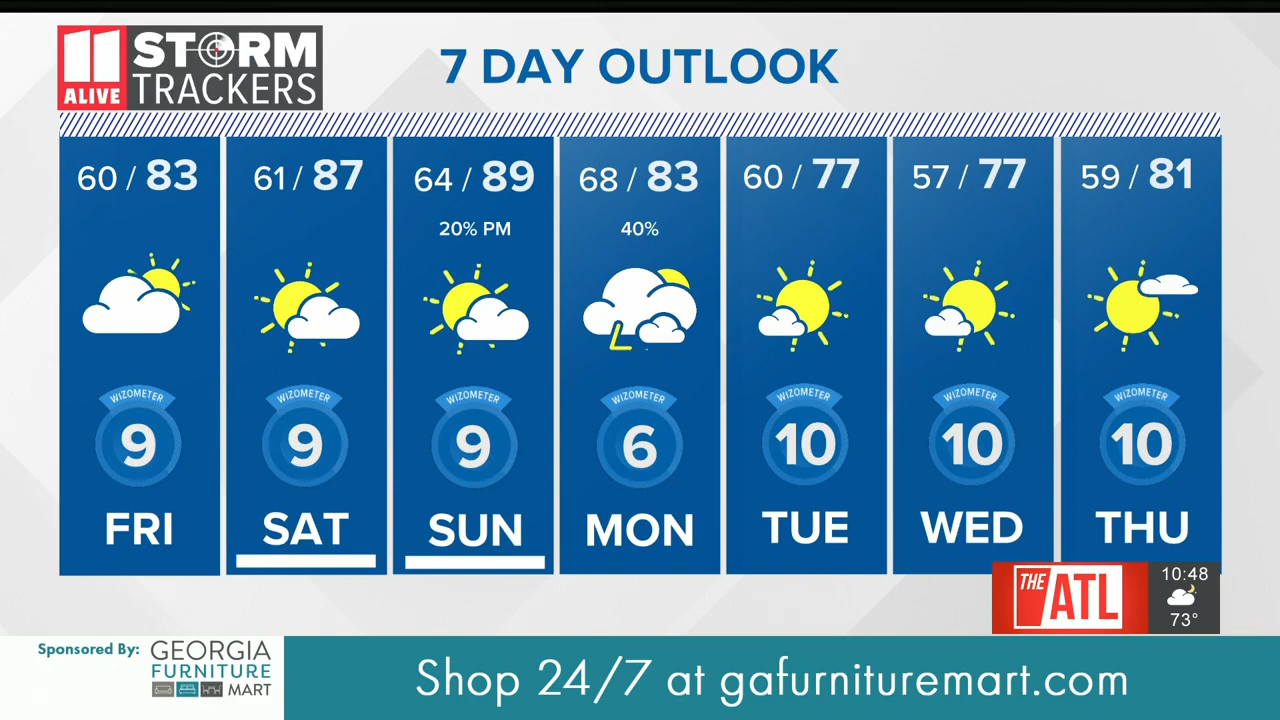 11 ALIVE
STORM
TRACKERS
7 DAY OUTLOOK
60 / 83
61 / 87
64 / 89
68 / 83
60 / 77
57 / 77
59 / 81
20% PM
40%
WIZOMETER
WIZOMETER
WIZOMETER
WIZOMETER
WIZOMETER
WIZOMETER
WIZOMETER
9
9
9
6
10
10
10
FRI
SAT
SUN
MON
TUE
WED
THU
THE ATL
10:48
73°
Sponsored By:
GEORGIA
FURNITURE
MART
Shop 24/7 at gafurnituremart.com